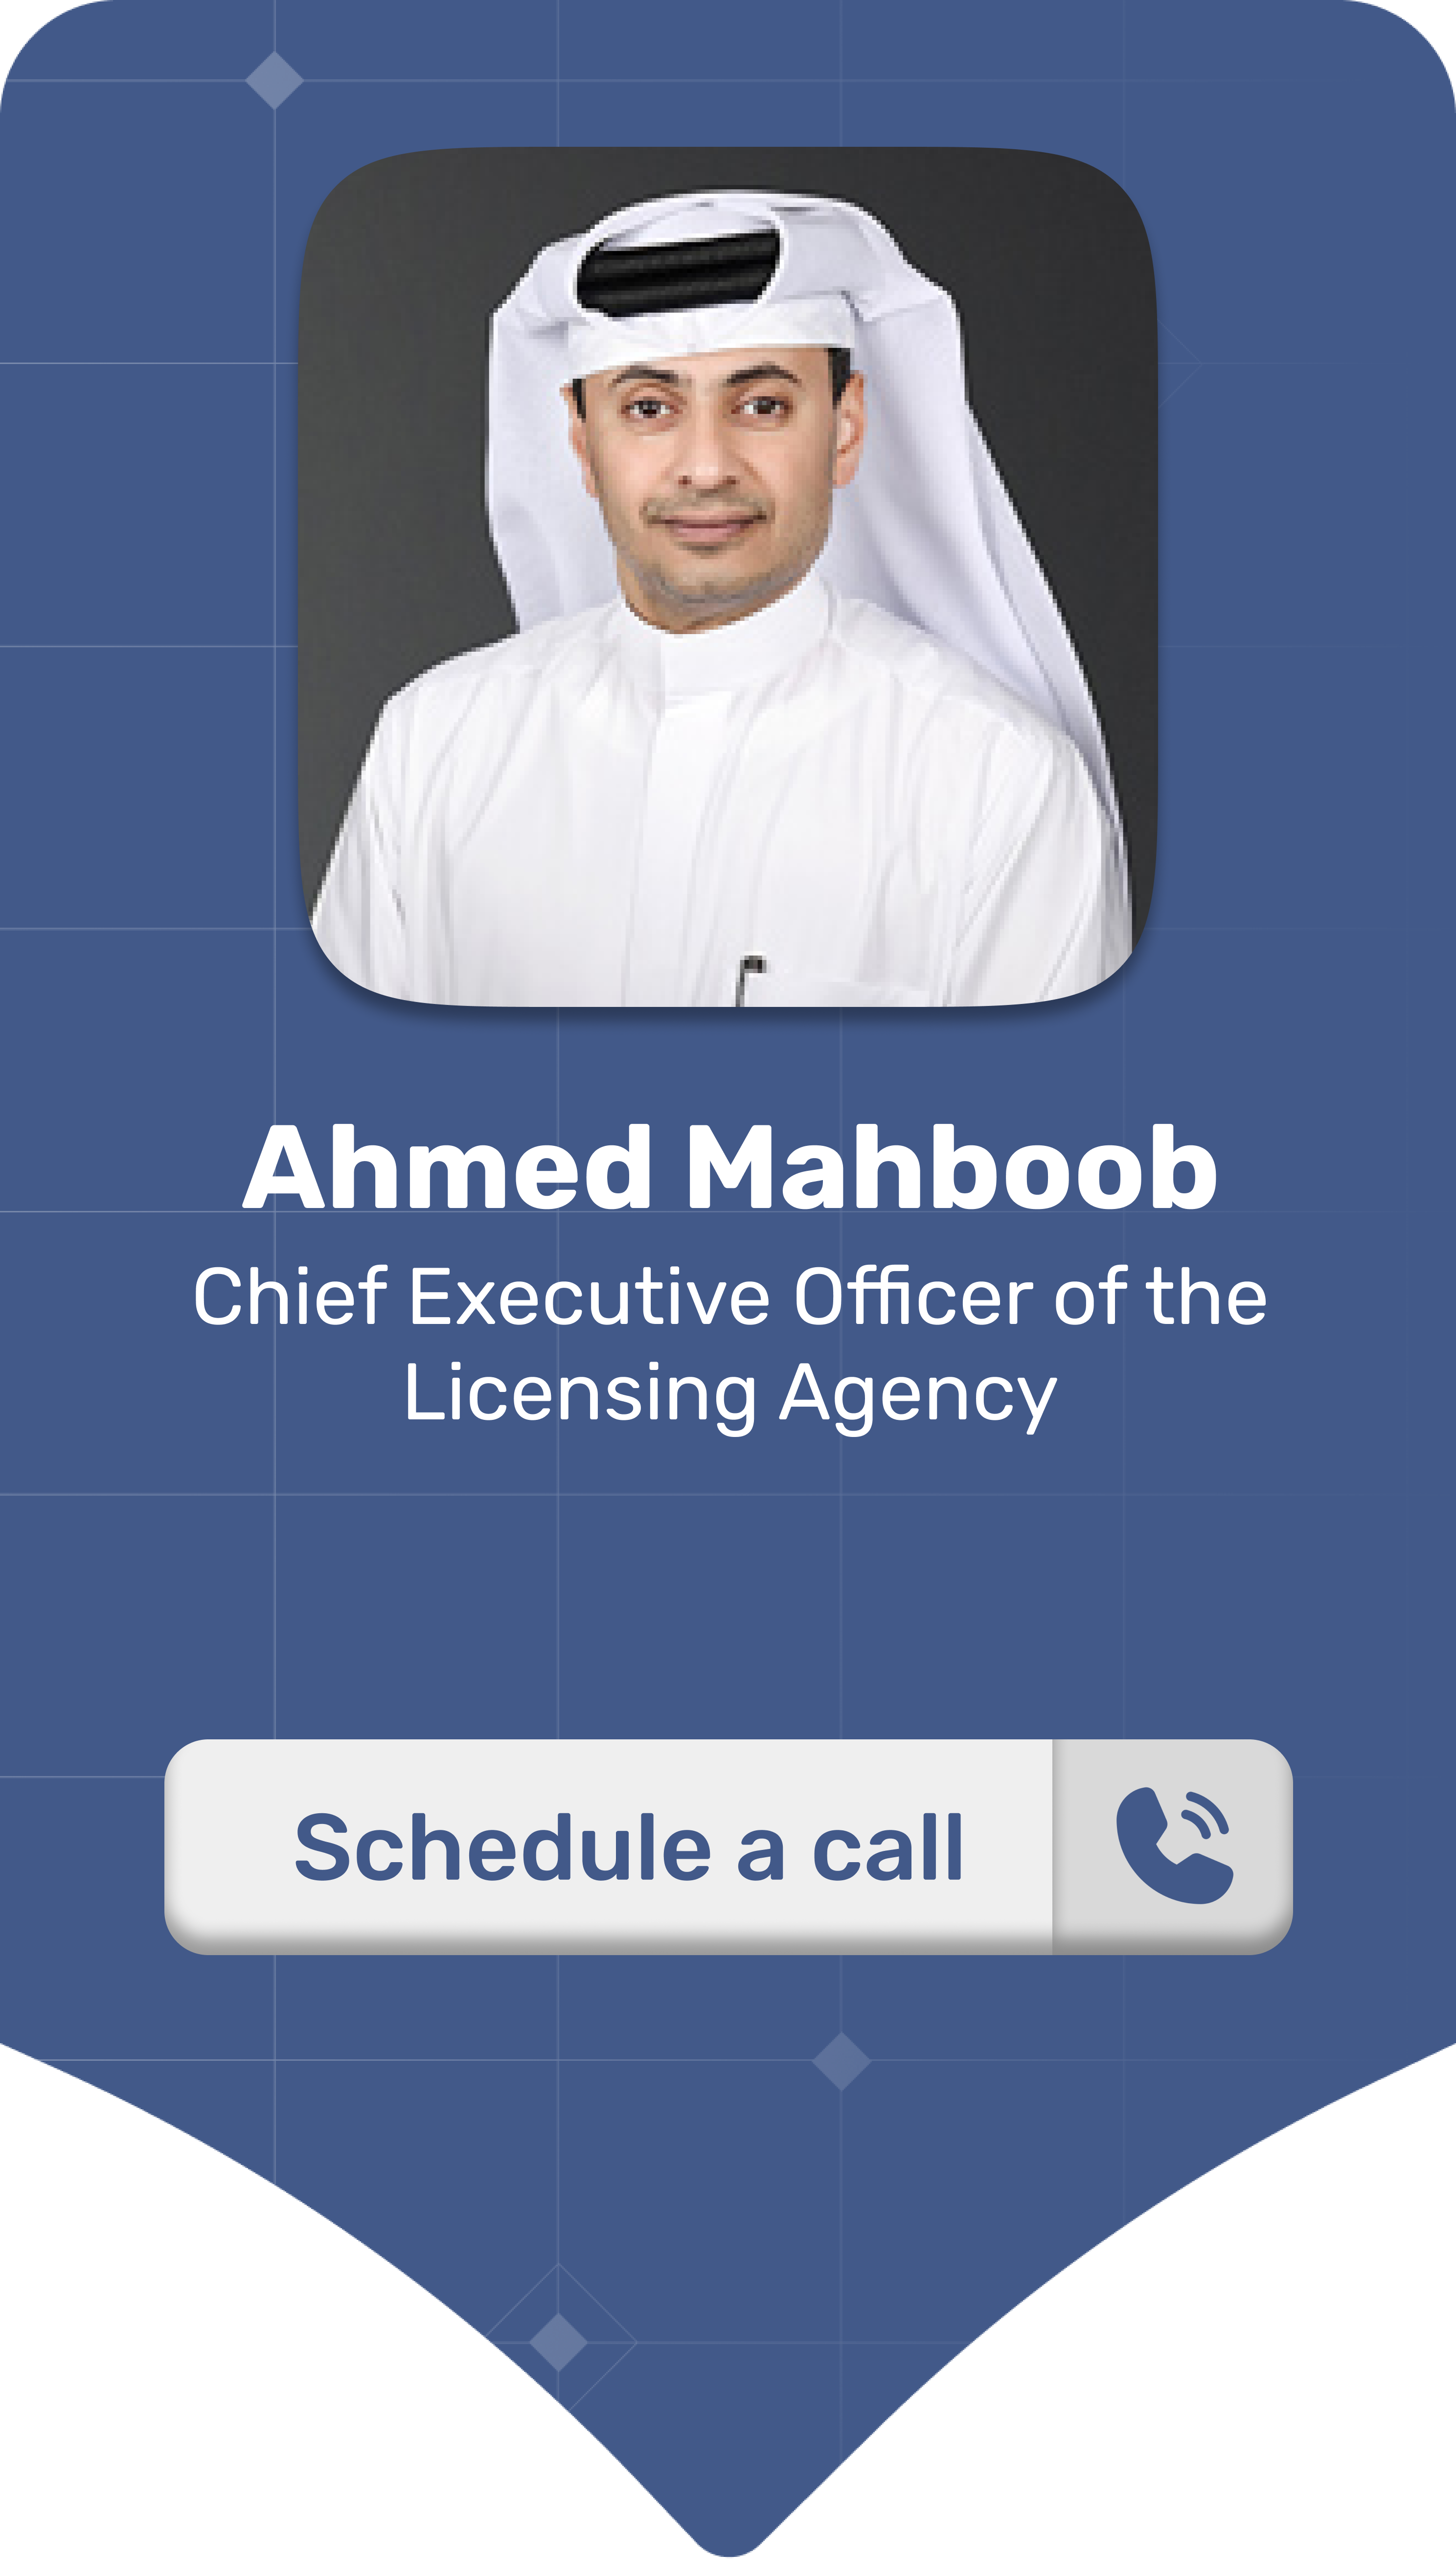 Ahmed Mahboob
Chief Executive Officer of the
Licensing Agency
Schedule a call